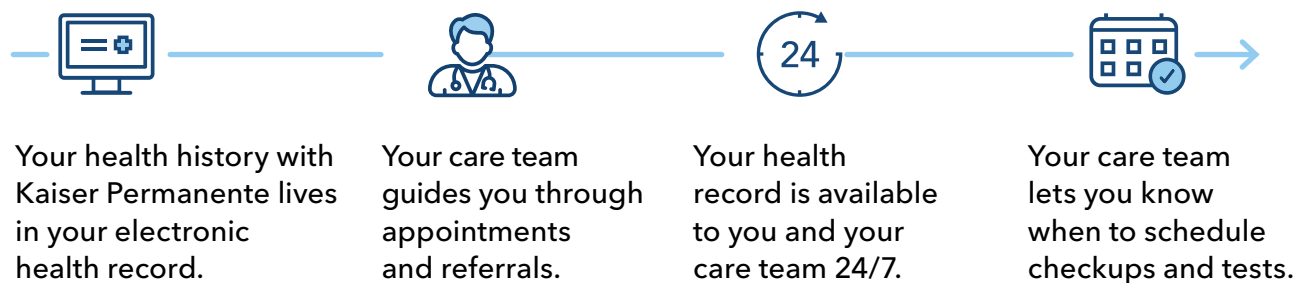 24
Your health history with
Kaiser Permanente lives
in your electronic
health record.
Your care team
guides you through
appointments
and referrals.
Your health
record is available
to you and your
care team 24/7.
Your care team
lets you know
when to schedule
checkups and tests.